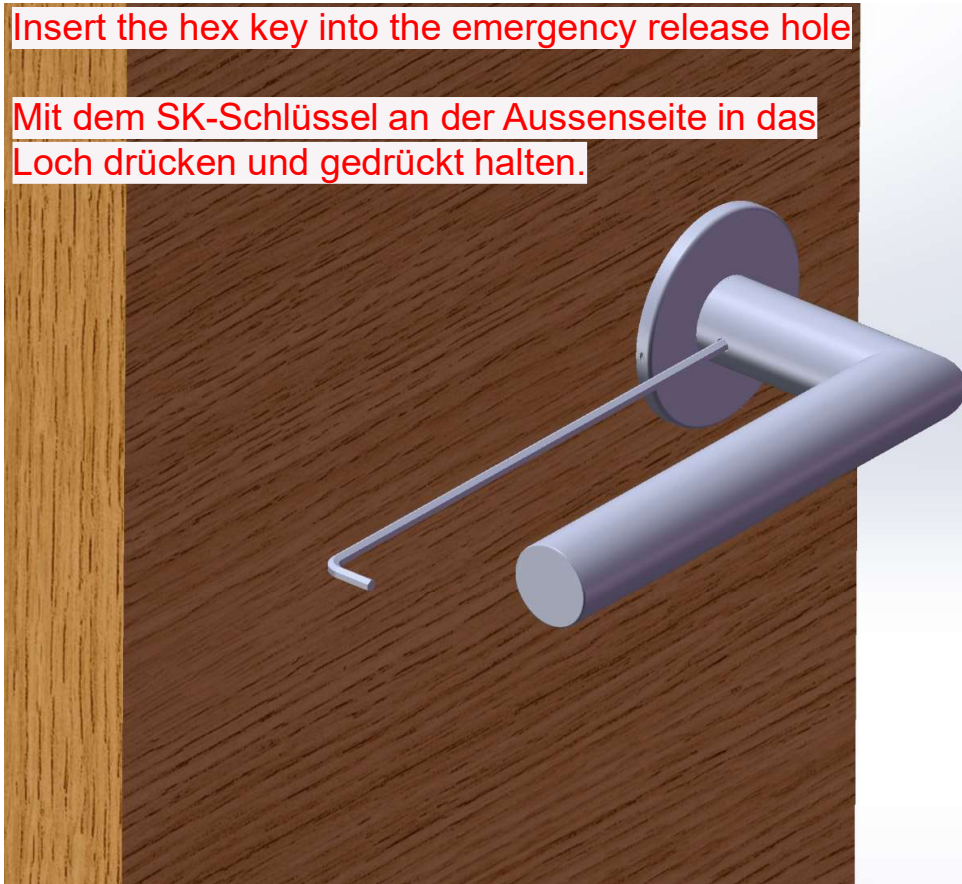 Insert the hex key into the emergency release hole
Mit dem SK-Schlüssel an der Aussenseite in das
Loch drücken und gedrückt halten.